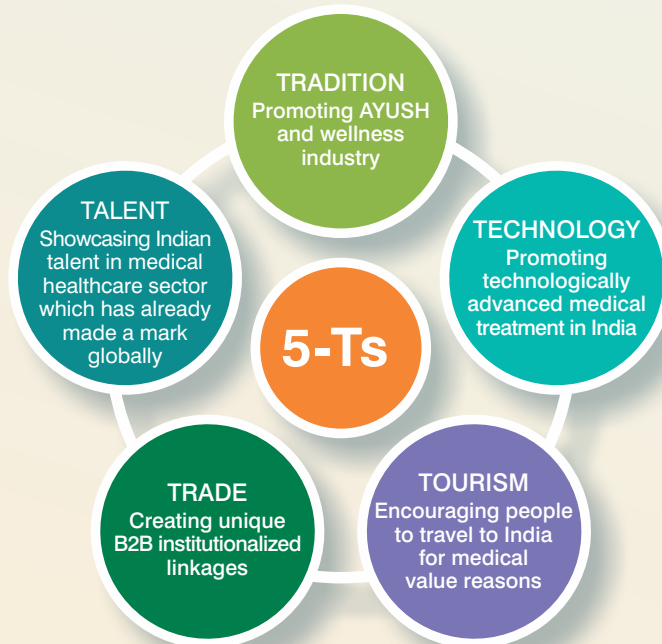 TRADITION
Promoting AYUSH
and wellness
industry
TECHNOLOGY
Promoting
technologically
advanced medical
treatment in India
TOURISM
Encouraging people
to travel to India
for medical
value reasons
TRADE
Creating unique
B2B institutionalized
linkages
TALENT
Showcasing Indian
talent in medical
healthcare sector
which has already
made a mark
globally
5-Ts